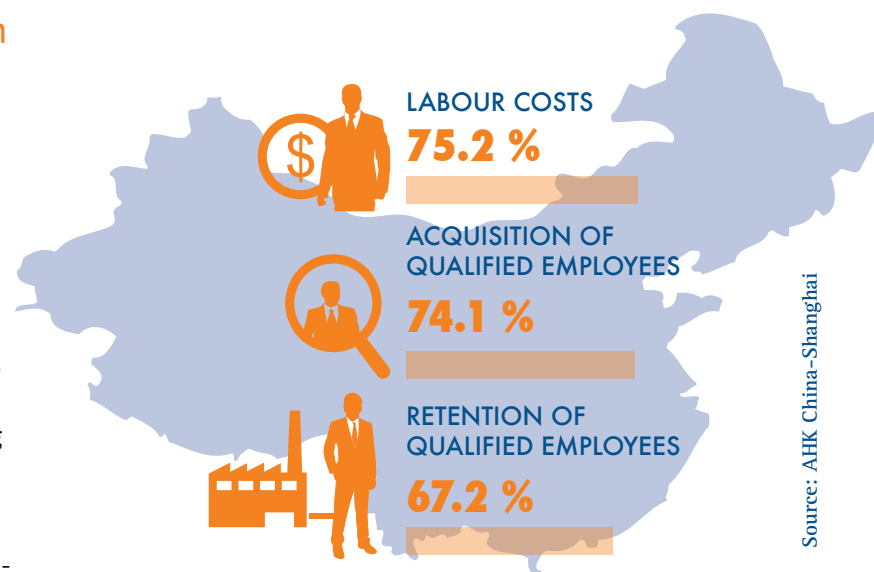 n
LABOUR COSTS
$
75.2 %
ACQUISITION OF
QUALIFIED EMPLOYEES
74.1 %
RETENTION OF
QUALIFIED EMPLOYEES
g
67.2 %
-
Source: AHK China-Shanghai